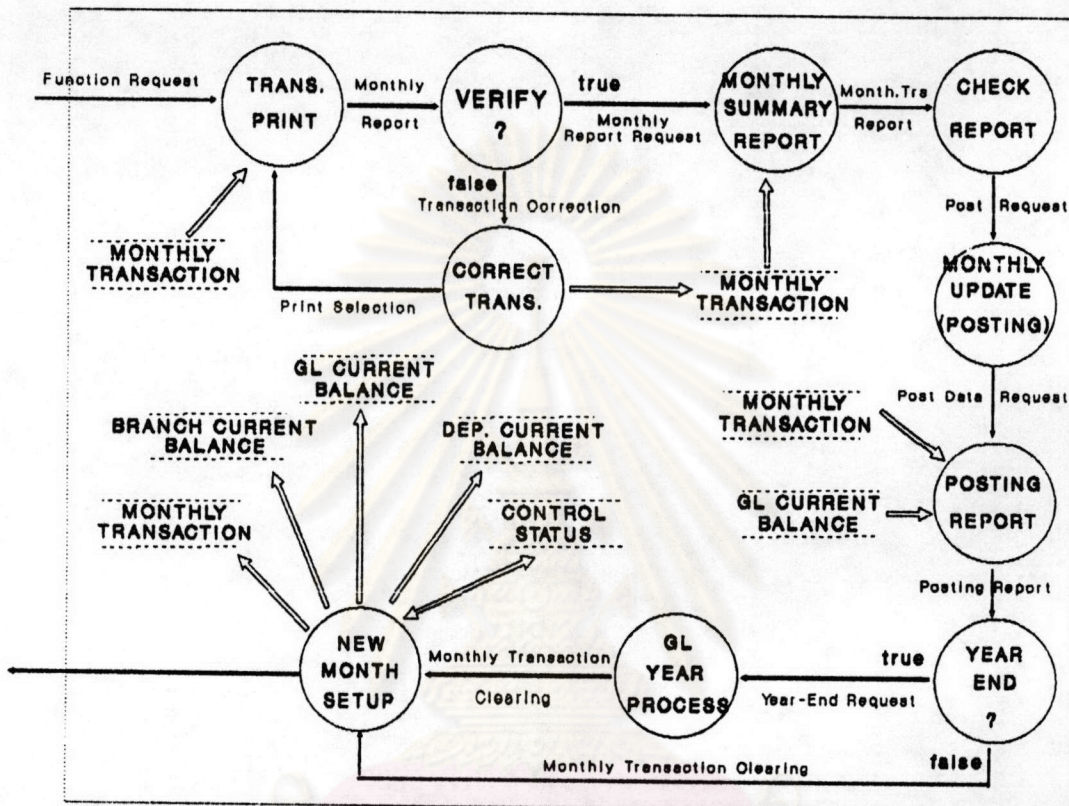 Function Request
TRANS.
PRINT
Monthly
Report
VERIFY
?
true
Monthly
Report Request
MONTHLY
SUMMARY
REPORT
Month.Trs
Report
CHECK
REPORT
false
Transaction Correction
Post Request
MONTHLY
TRANSACTION
CORRECT
TRANS.
Print Selection
MONTHLY
TRANSACTION
MONTHLY
UPDATE
(POSTING)
GL CURRENT
BALANCE
Post Data Request
MONTHLY
TRANSACTION
BRANCH CURRENT
BALANCE
DEP. CURRENT
BALANCE
POSTING
REPORT
GL CURRENT
BALANCE
MONTHLY
TRANSACTION
CONTROL
STATUS
Posting Report
NEW
MONTH
SETUP
Monthly Transaction
Clearing
GL
YEAR
PROCESS
true
Year-End Request
YEAR
END
?
false
Monthly Transaction Clearing